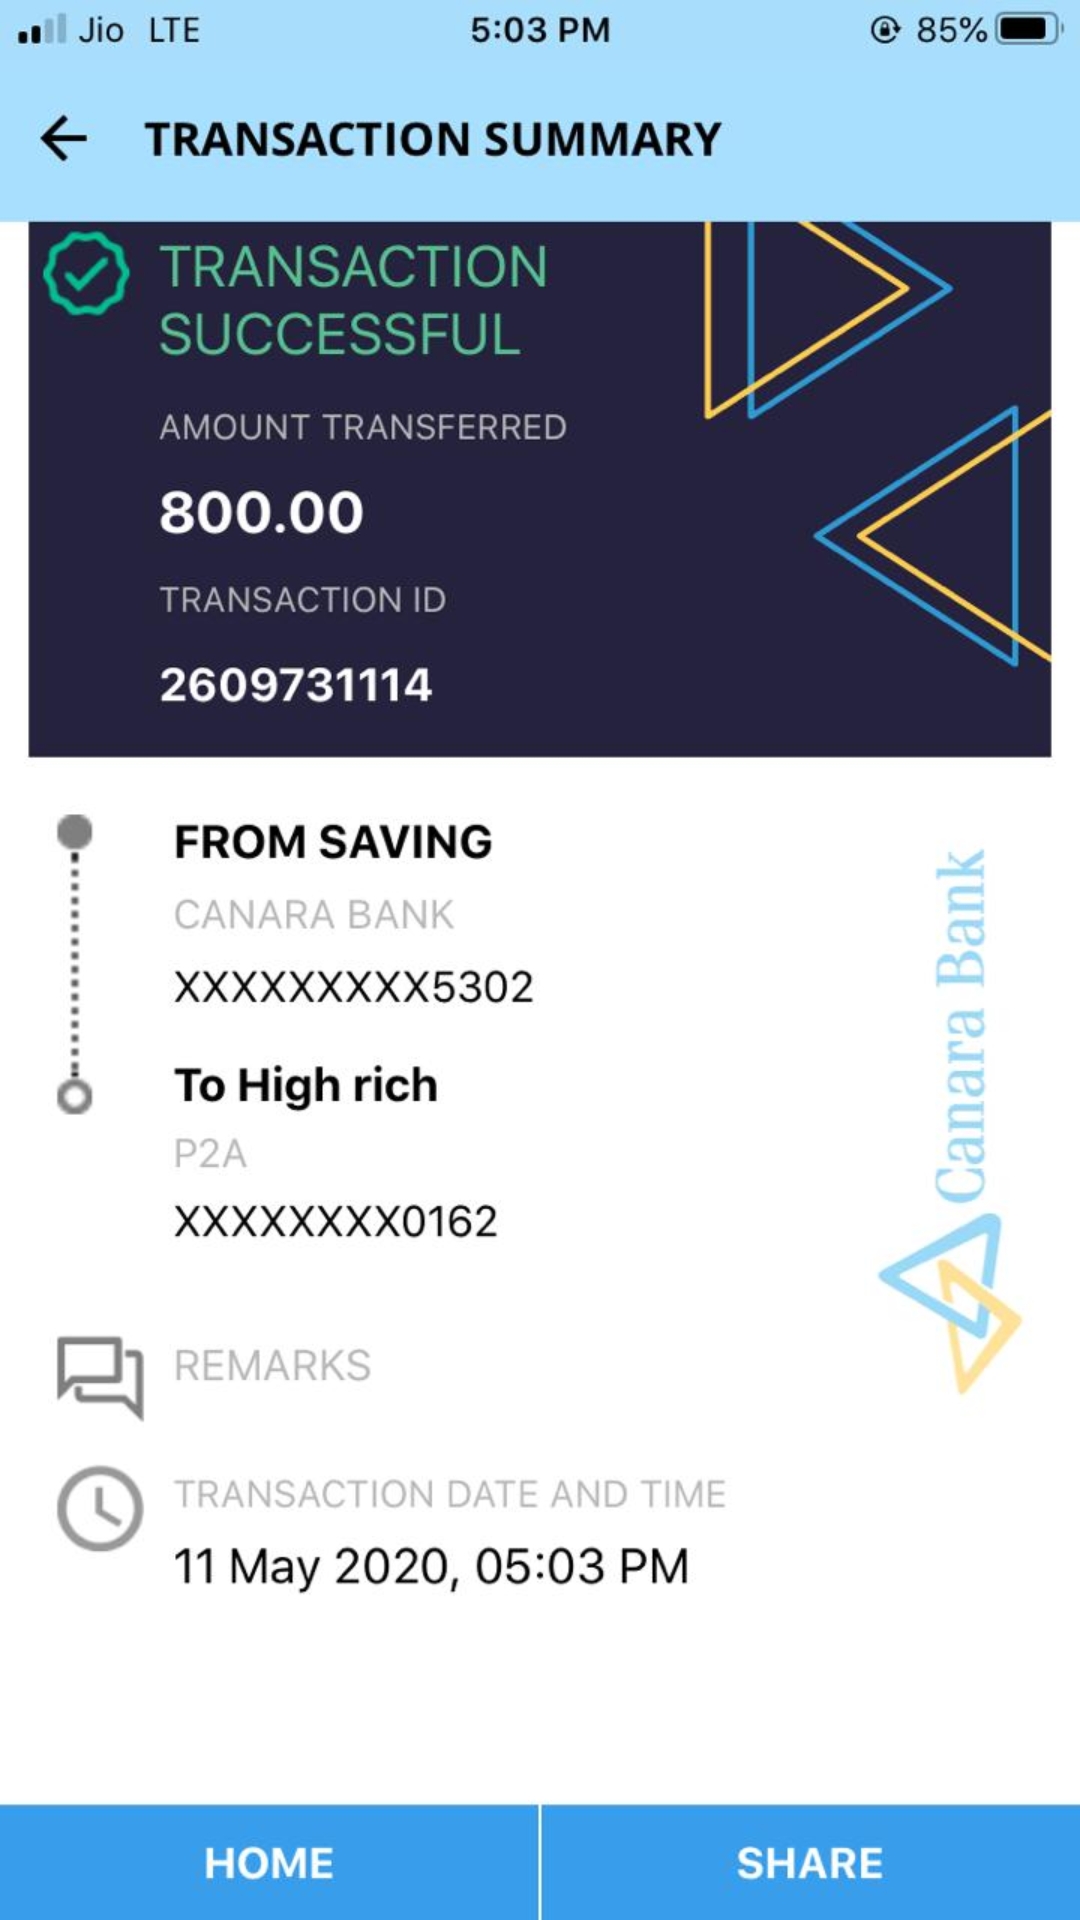 Jio LTE
5:03 PM
85%
TRANSACTION SUMMARY
TRANSACTION
SUCCESSFUL
AMOUNT TRANSFERRED
800.00
TRANSACTION ID
2609731114
FROM SAVING
CANARA BANK
XXXXXXXXX5302
To High rich
P2A
XXXXXXXX0162
Canara Bank
REMARKS
TRANSACTION DATE AND TIME
11 May 2020, 05:03 PM
HOME
SHARE